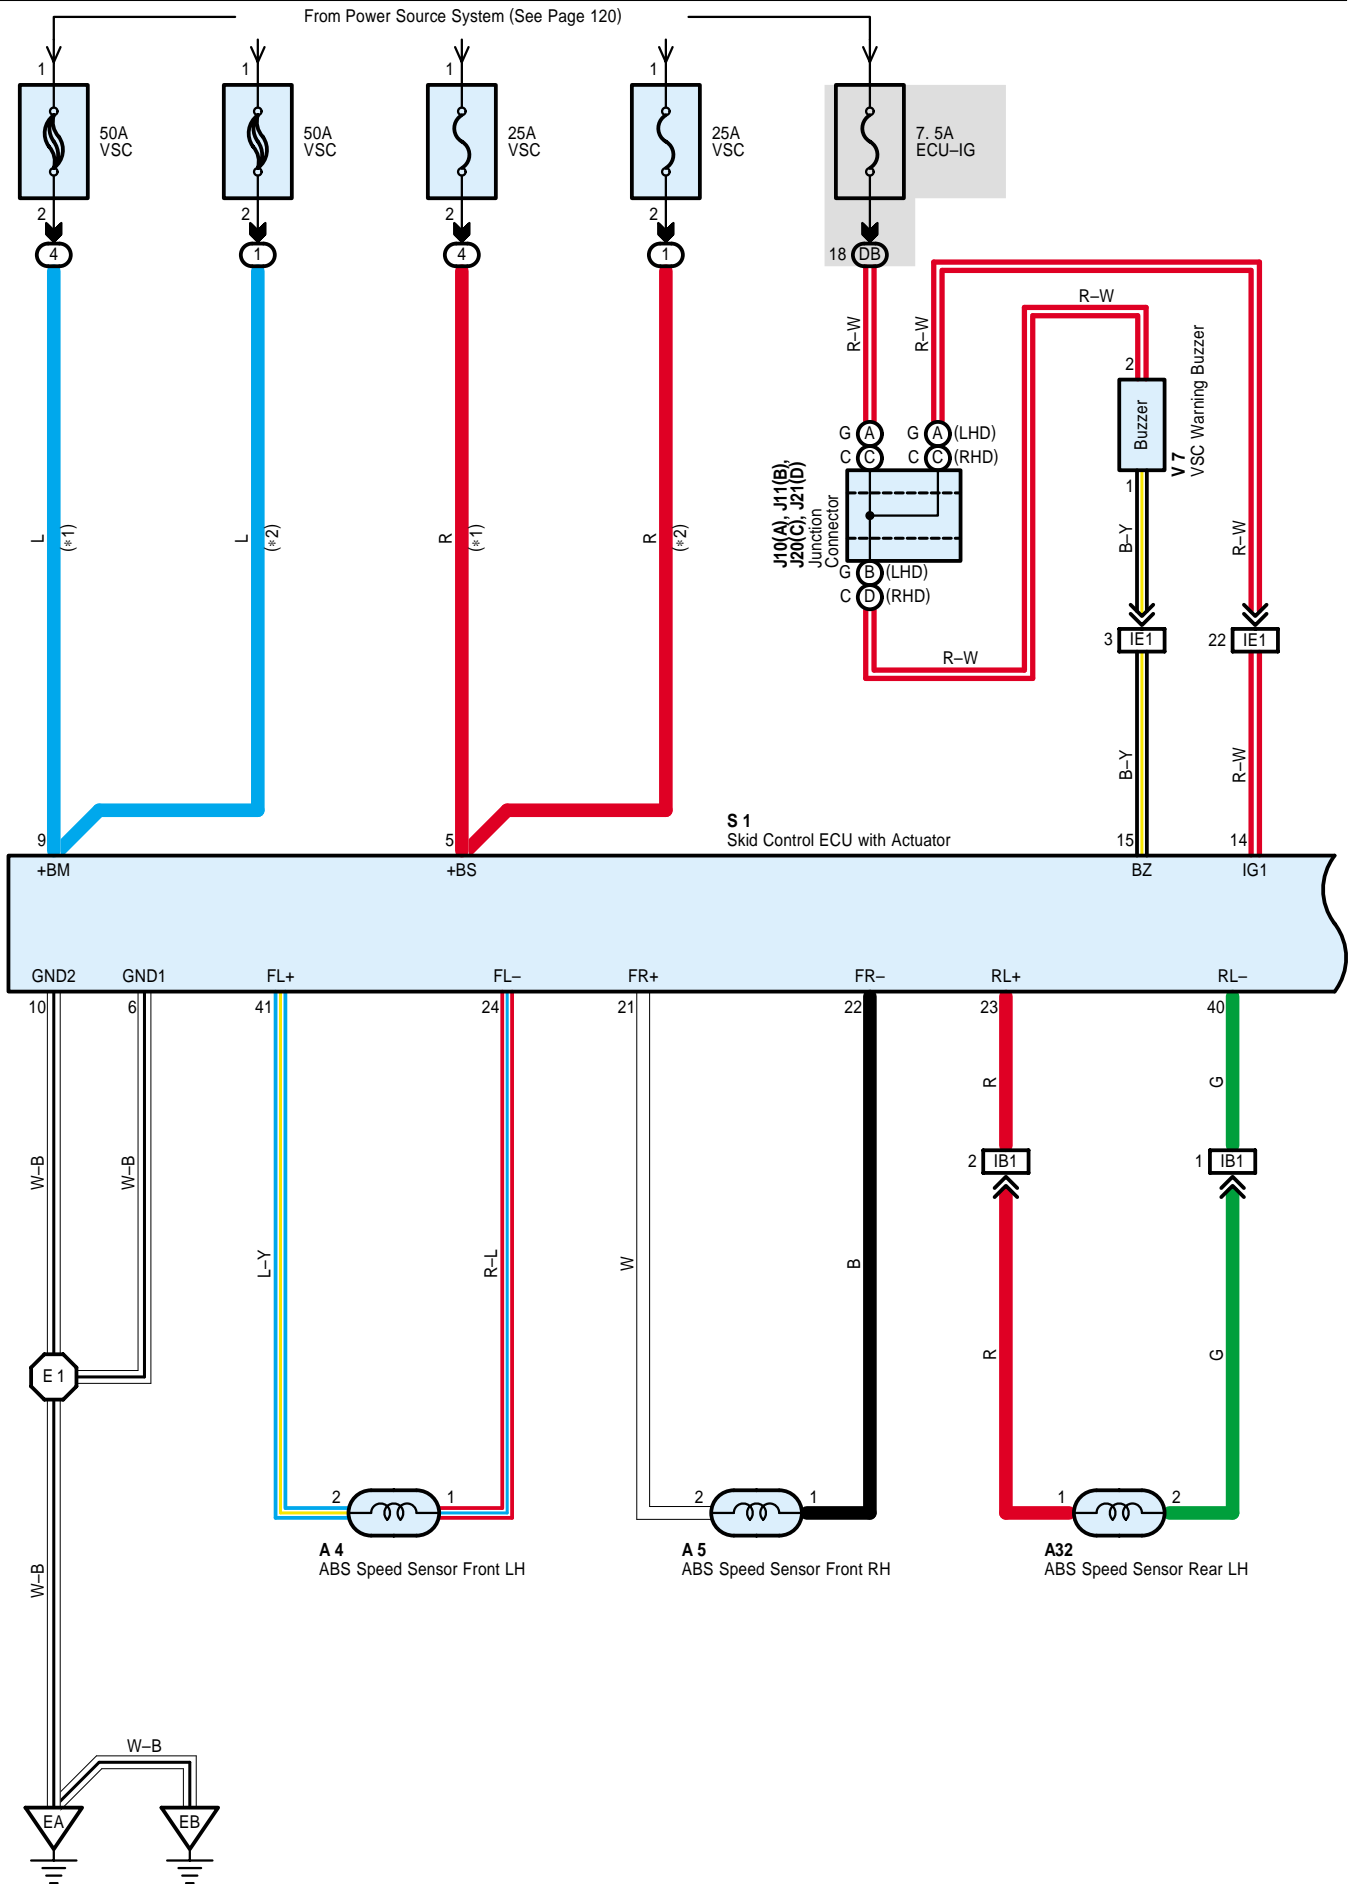 From Power Source System (See Page 120)
1
1
1
1
50A
VSC
50A
VSC
25A
VSC
25A
VSC
7. 5A
ECU–IG
2
2
2
2
4
1
4
1
18 DB
R–W
R–W
R–W
2
Buzzer
V 7
VSC Warning Buzzer
1
G A
G A (LHD)
C C
C C (RHD)
J10(A), J11(B),
J20(C), J21(D)
Junction
Connector
G B (LHD)
C D (RHD)
L
(*1)
L
(*2)
R
(*1)
R
(*2)
B–Y
R–W
3 IE1
22 IE1
R–W
B–Y
R–W
S 1
Skid Control ECU with Actuator
9
5
15
14
+BM
+BS
BZ
IG1
GND2
GND1
FL+
FL–
FR+
FR–
RL+
RL–
10
6
41
24
21
22
23
40
R
G
W–B
W–B
2 IB1
1 IB1
L–Y
R–L
W
B
R
G
E 1
2
1
2
1
1
2
A 4
ABS Speed Sensor Front LH
A 5
ABS Speed Sensor Front RH
A32
ABS Speed Sensor Rear LH
W–B
W–B
EA
EB